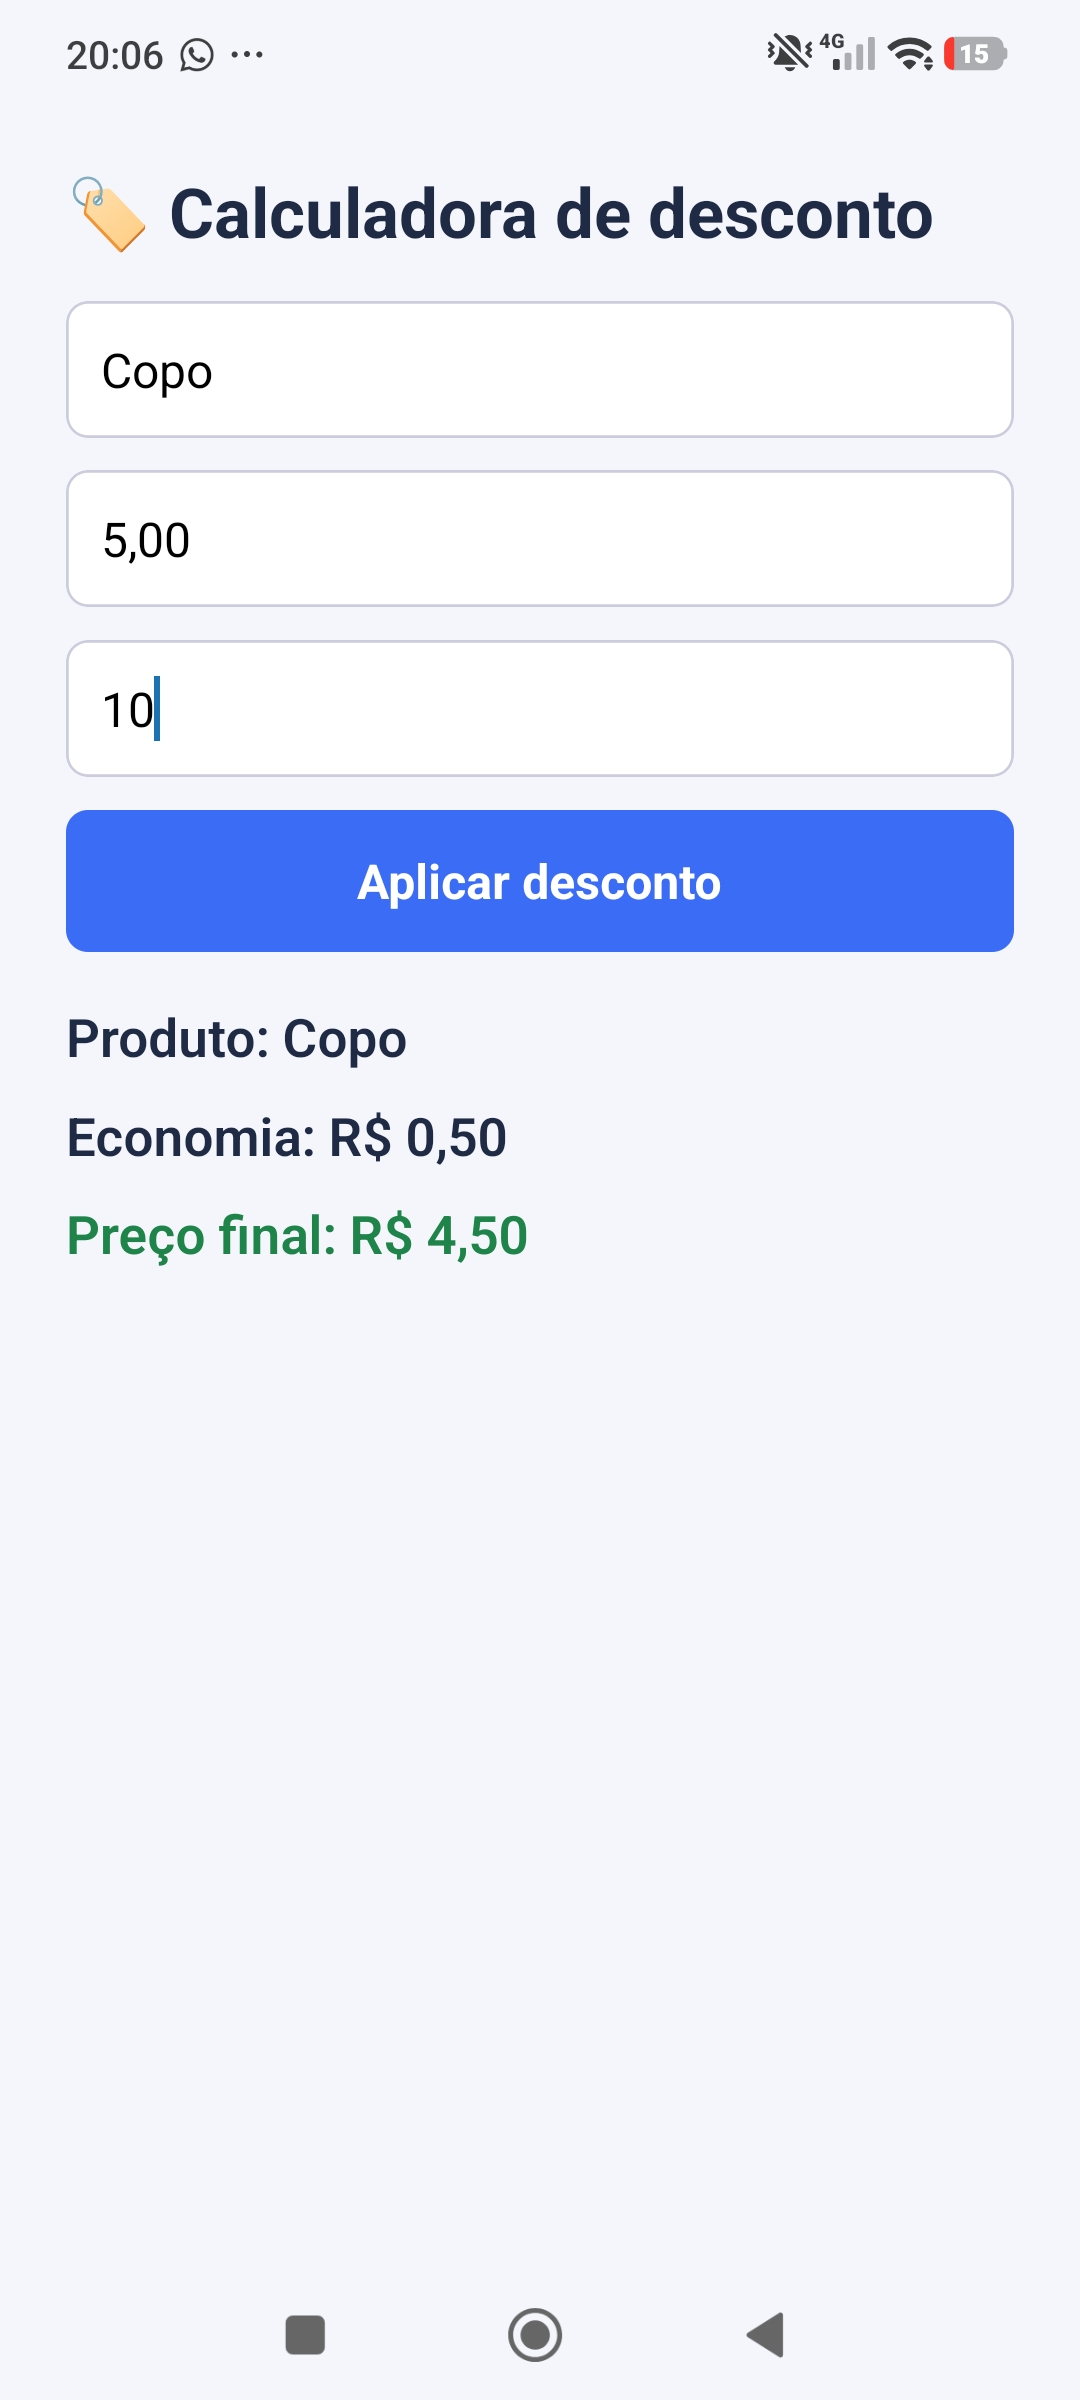 20:06 4G 15
🏷️ Calculadora de desconto
Copo
5,00
10
Aplicar desconto
Produto: Copo
Economia: R$ 0,50
Preço final: R$ 4,50